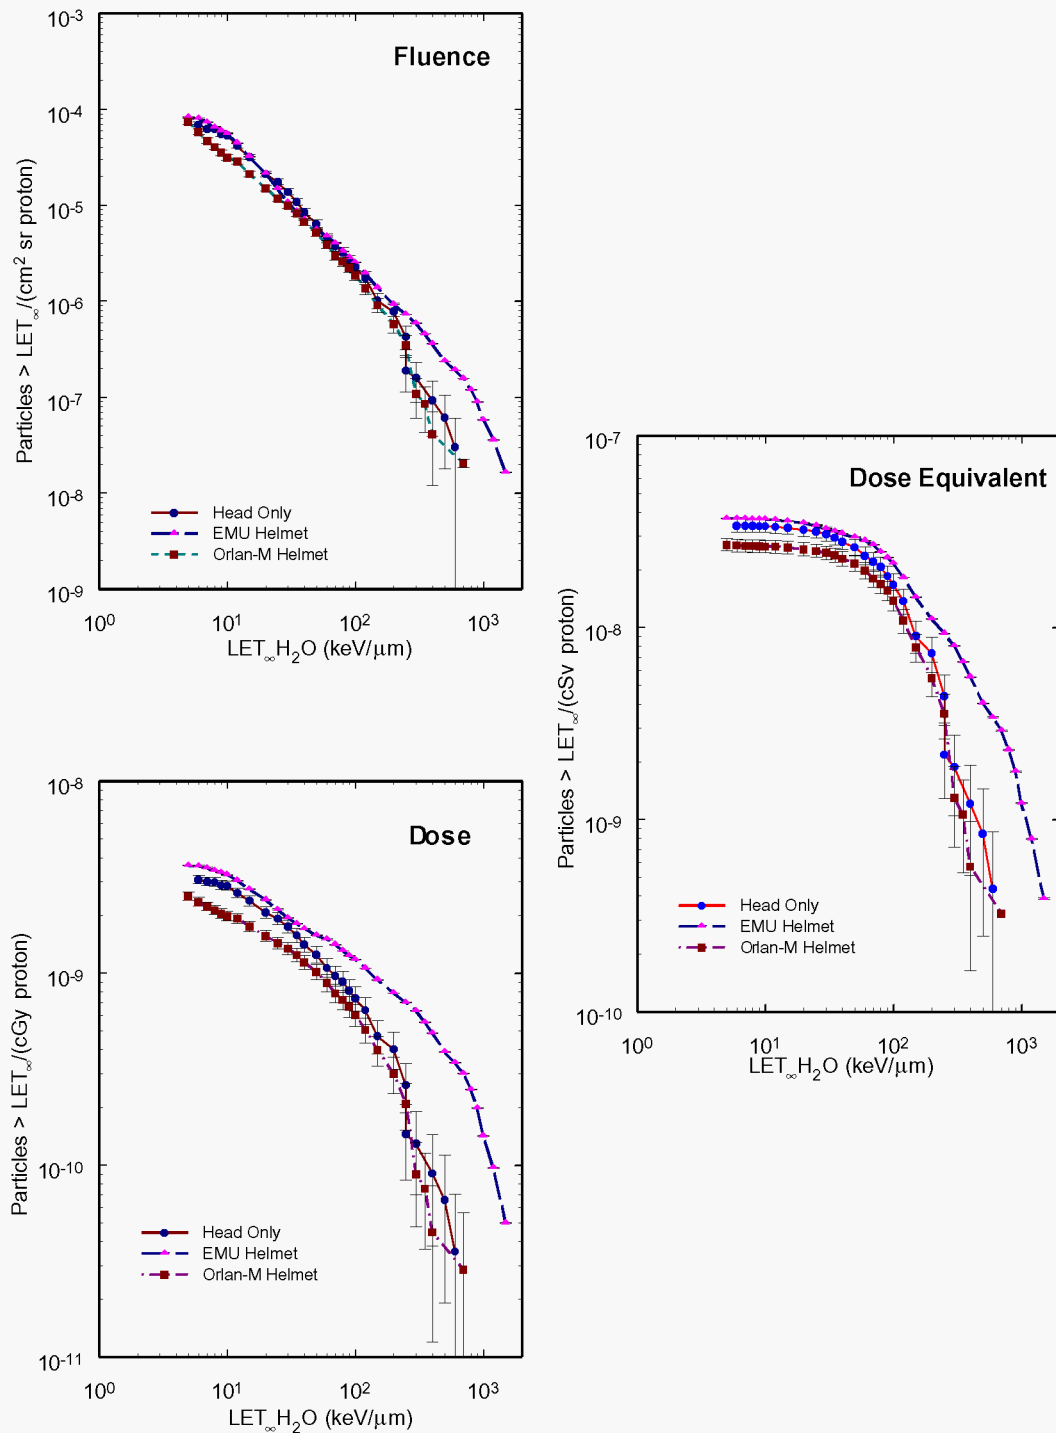 Fluence
Particles > LET∞/(cm² sr proton)
10⁻³
10⁻⁴
10⁻⁵
10⁻⁶
10⁻⁷
10⁻⁸
10⁻⁹
Head Only
EMU Helmet
Orlan-M Helmet
10⁰ 10¹ 10² 10³
LET∞H₂O (keV/μm)
Dose Equivalent
Particles > LET∞/(cSv proton)
10⁻⁷
10⁻⁸
10⁻⁹
10⁻¹⁰
Head Only
EMU Helmet
Orlan-M Helmet
10⁰ 10¹ 10² 10³
LET∞H₂O (keV/μm)
Dose
Particles > LET∞/(cGy proton)
10⁻⁸
10⁻⁹
10⁻¹⁰
10⁻¹¹
Head Only
EMU Helmet
Orlan-M Helmet
10⁰ 10¹ 10² 10³
LET∞H₂O (keV/μm)